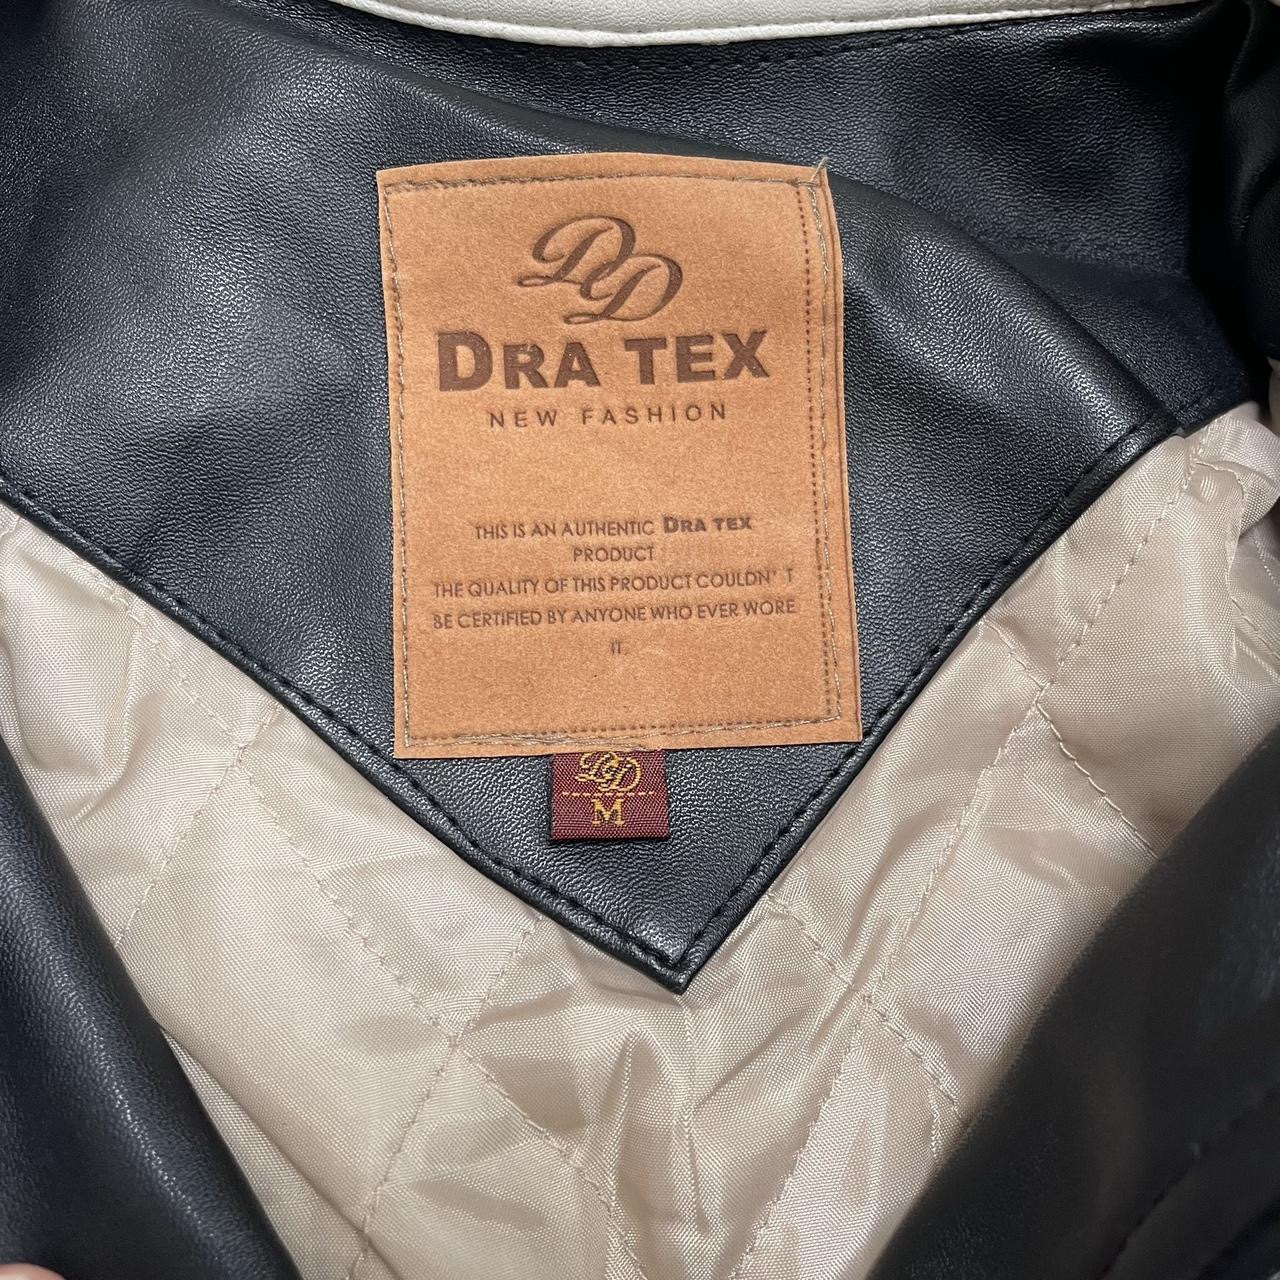 DD
DRA TEX
NEW FASHION
THIS IS AN AUTHENTIC DRA TEX
PRODUCT
THE QUALITY OF THIS PRODUCT COULDN' T
BE CERTIFIED BY ANYONE WHO EVER WORE
IT.
DD
M